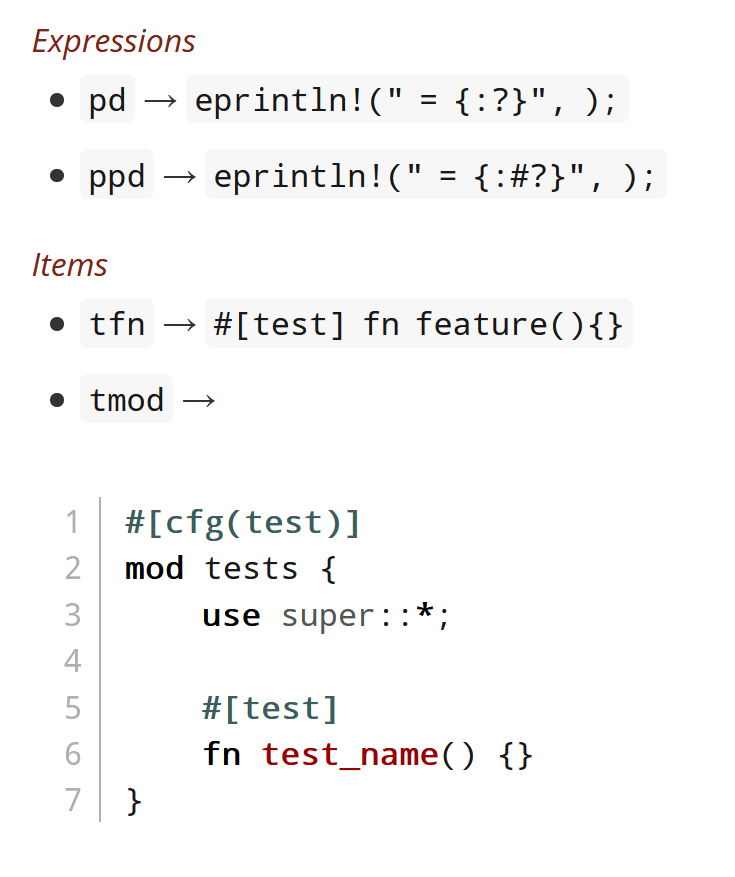 Expressions
• pd → eprintln!(" = {:?}", );
• ppd → eprintln!(" = {:#?}", );
Items
• tfn → #[test] fn feature(){}
• tmod →
1 #[cfg(test)]
2 mod tests {
3     use super::*;
4
5     #[test]
6     fn test_name() {}
7 }